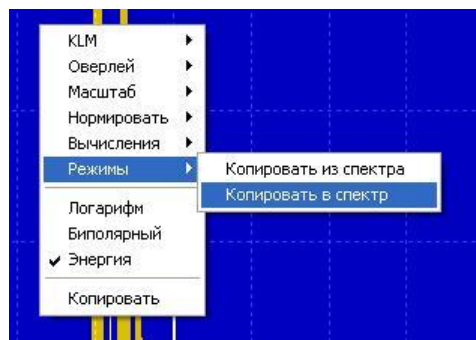 KLM
Оверлей
Масштаб
Нормировать
Вычисления
Режимы
Копировать из спектра
Копировать в спектр
Логарифм
Биполярный
Энергия
Копировать